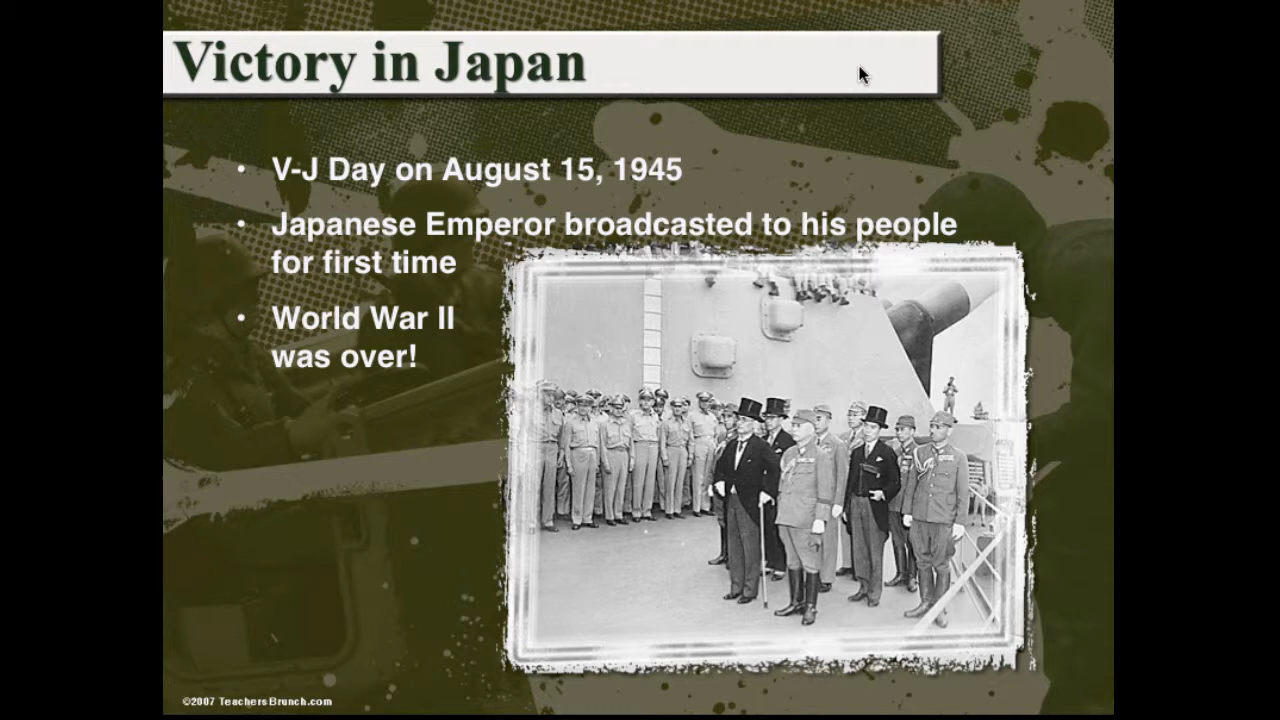 Victory in Japan
• V-J Day on August 15, 1945
• Japanese Emperor broadcasted to his people
for first time
• World War II
was over!
©2007 TeachersBrunch.com